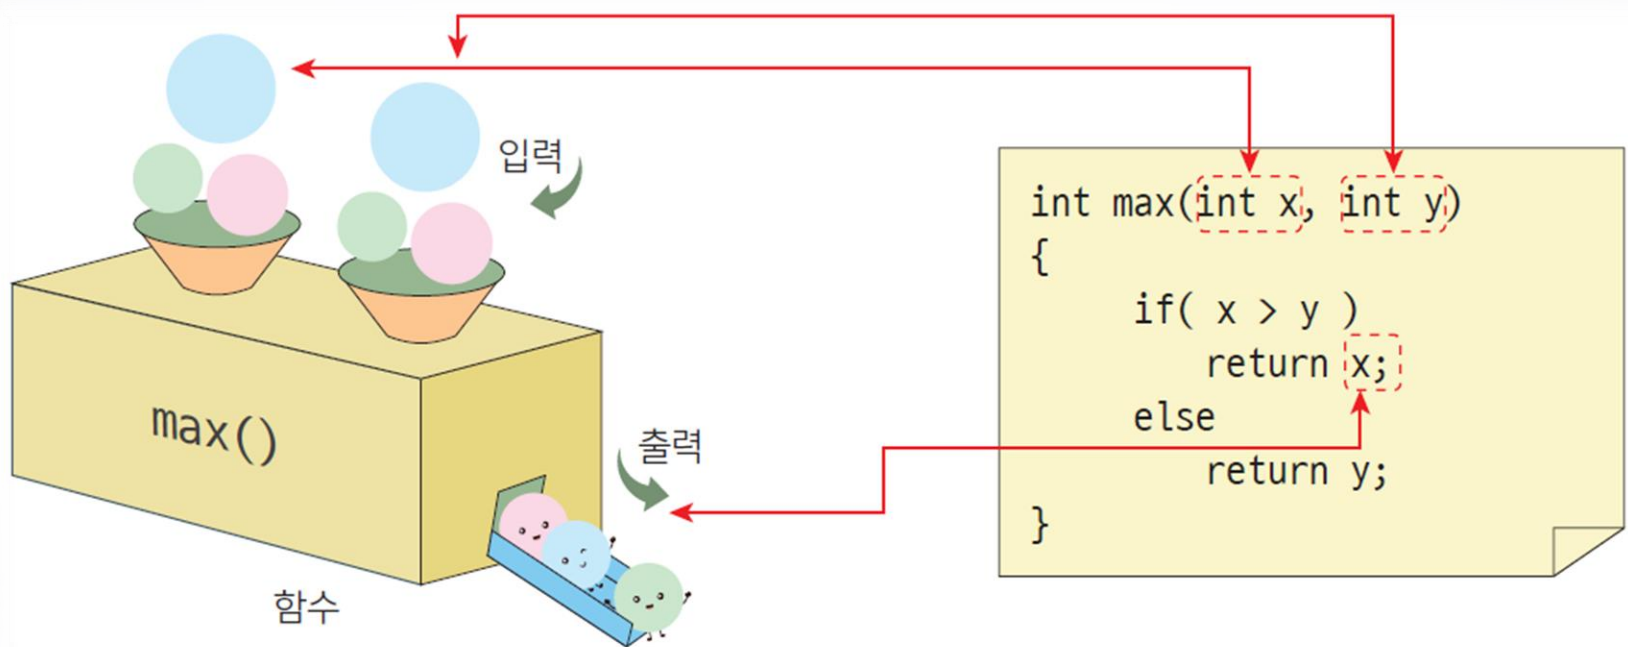 입력
max()
출력
함수
int max(int x, int y)
{
if( x > y )
return x;
else
return y;
}